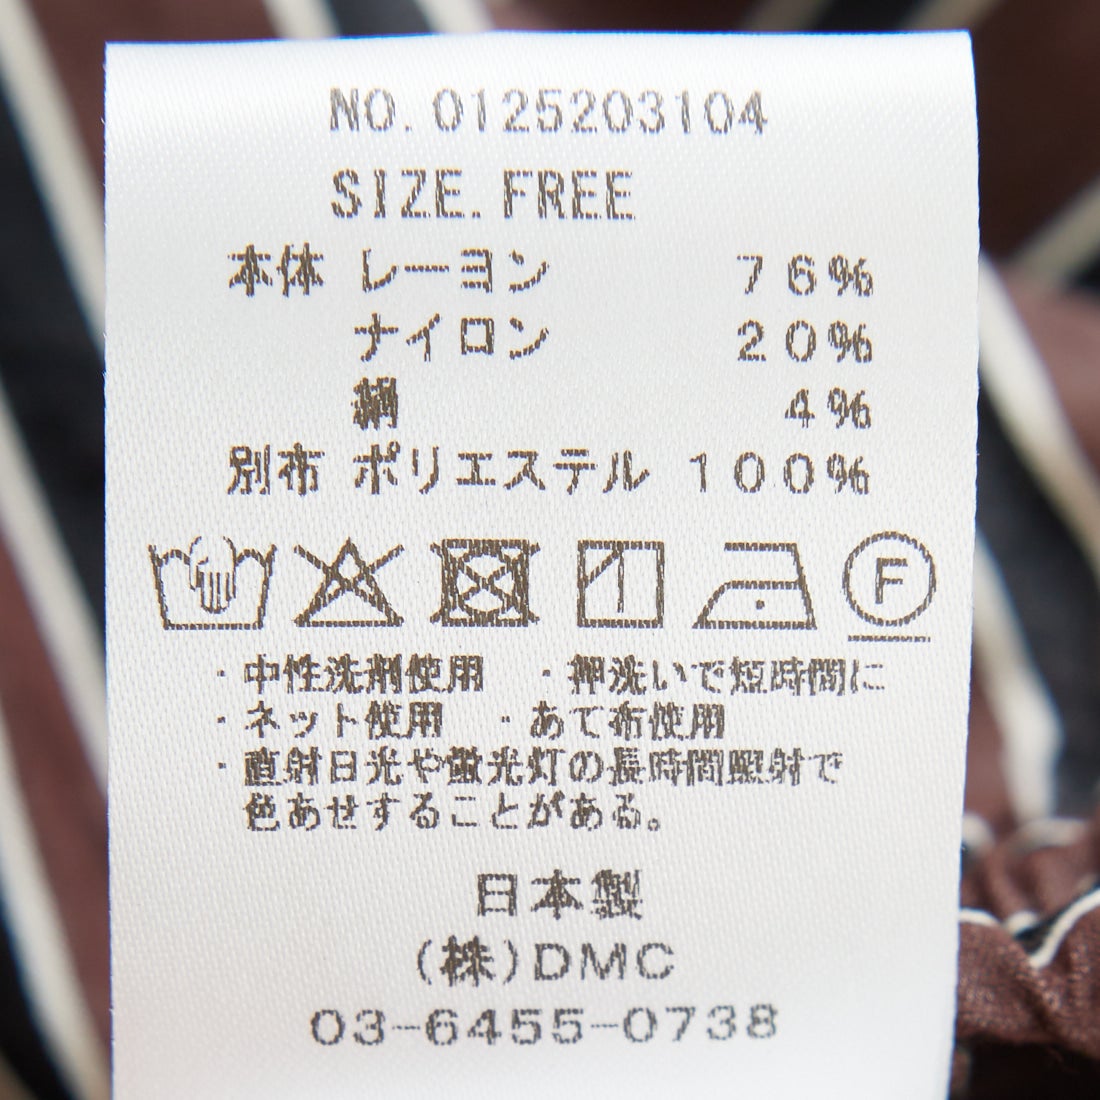 NO.0125203104
SIZE.FREE
本体 レーヨン 76%
ナイロン 20%
絹 4%
別布 ポリエステル 100%
F
・中性洗剤使用 ・押洗いで短時間に
・ネット使用 ・あて布使用
・直射日光や蛍光灯の長時間照射で
色あせすることがある。
日本製
(株)DMC
03-6455-0738